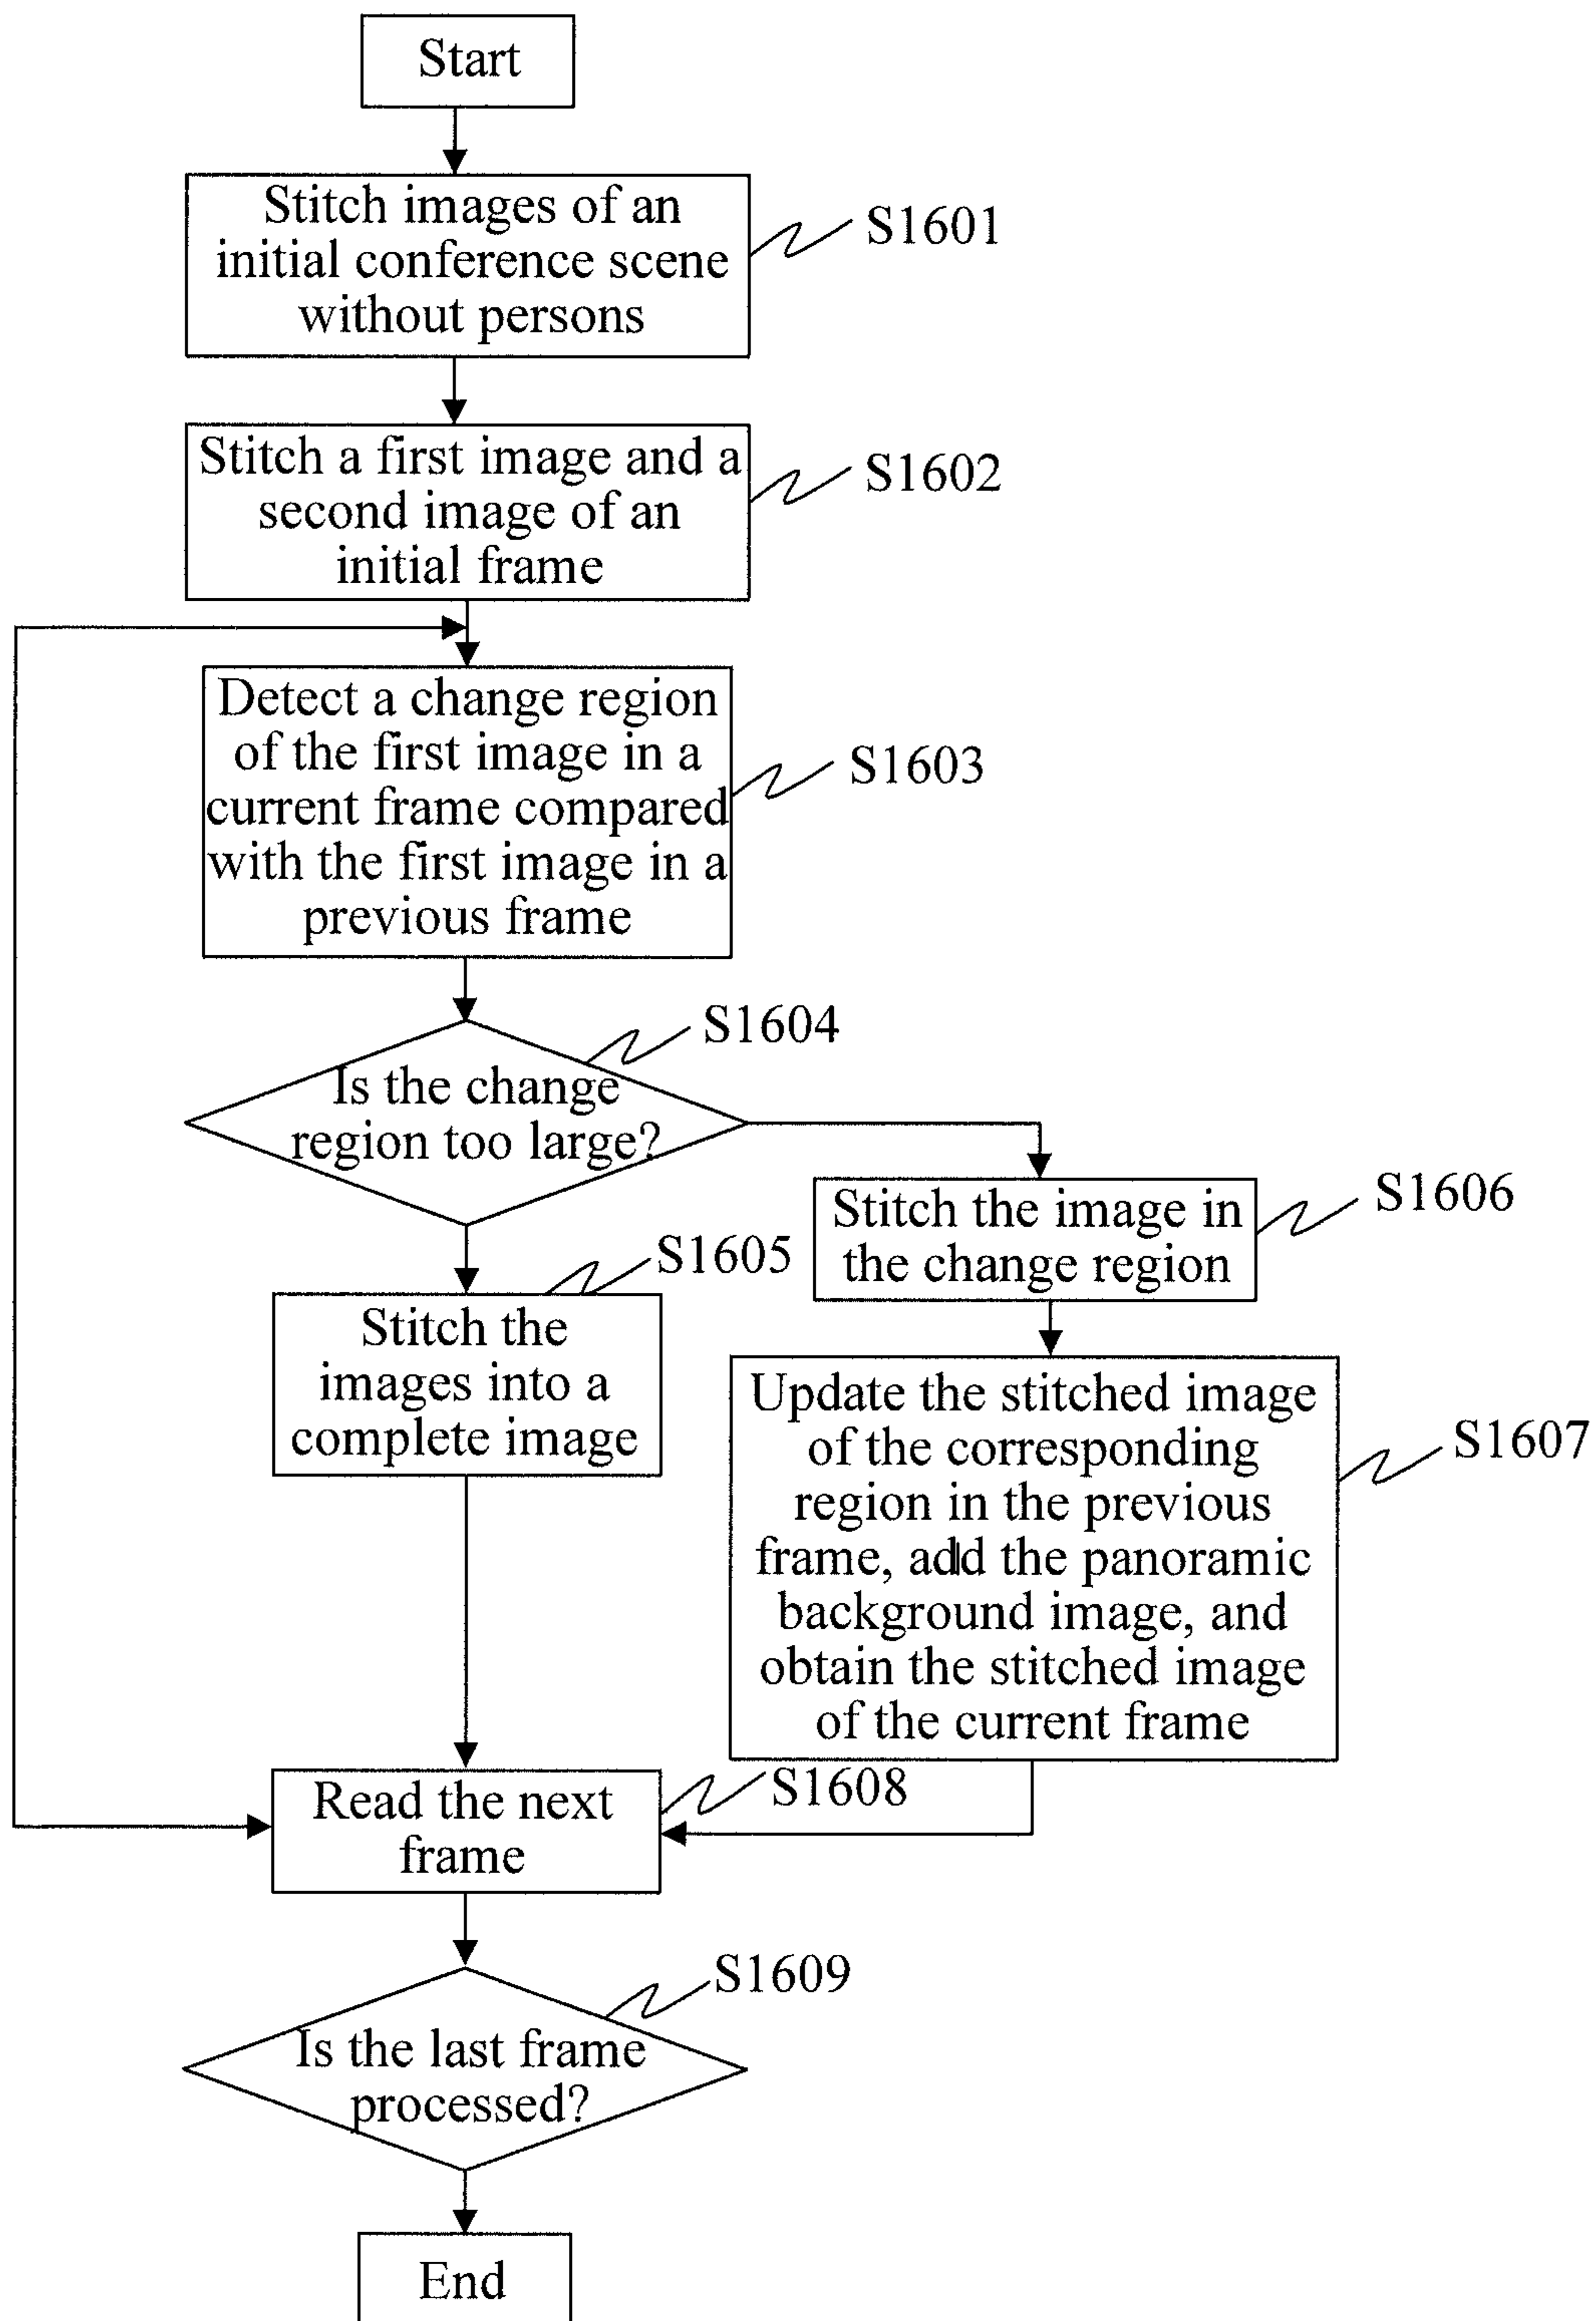 Start
Stitch images of an
initial conference scene
without persons
S1601
Stitch a first image and a
second image of an
initial frame
S1602
Detect a change region
of the first image in a
current frame compared
with the first image in a
previous frame
S1603
S1604
Is the change
region too large?
S1605
Stitch the
images into a
complete image
Stitch the image in
the change region
S1606
Update the stitched image
of the corresponding
region in the previous
frame, add the panoramic
background image, and
obtain the stitched image
of the current frame
S1607
Read the next
frame
S1608
S1609
Is the last frame
processed?
End